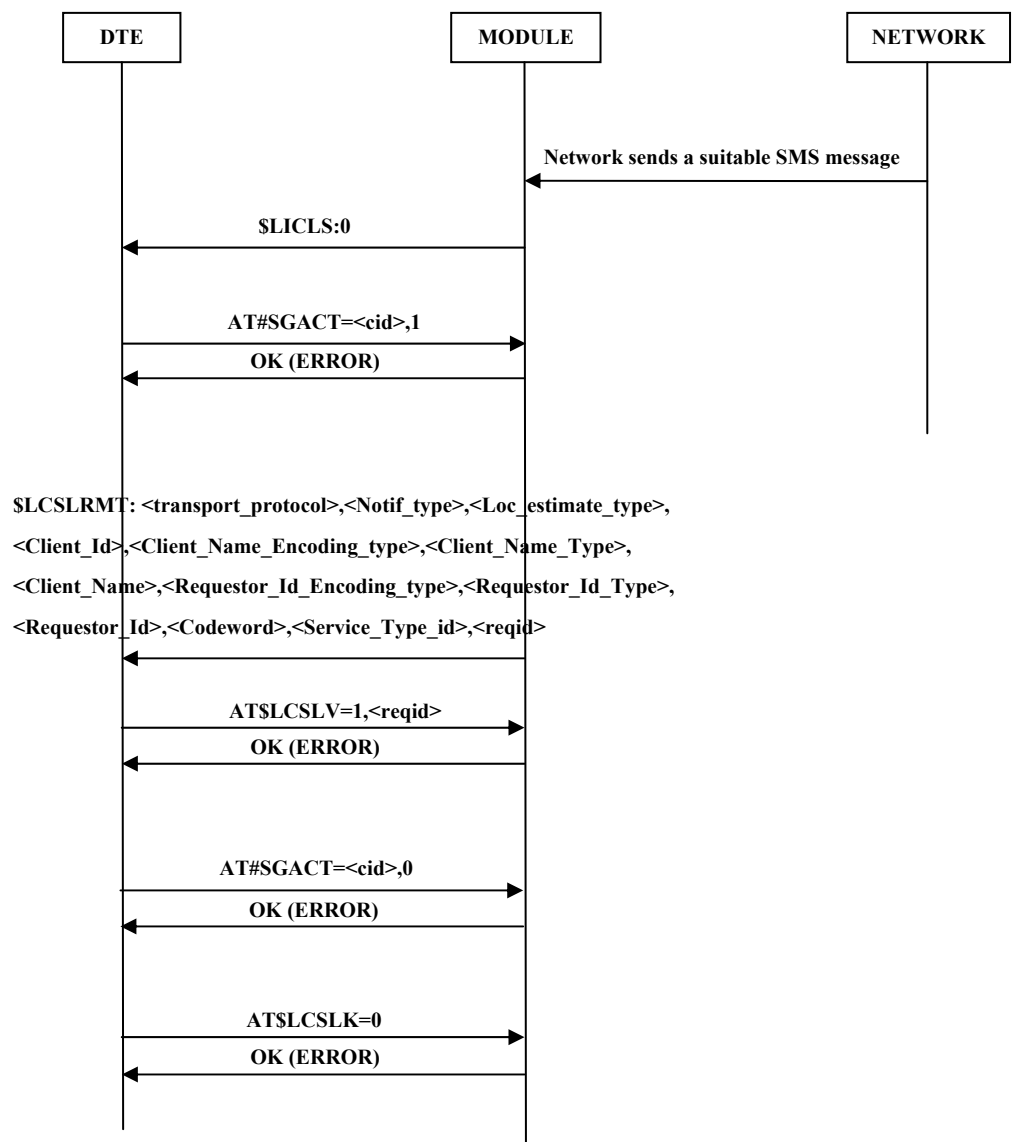 DTE
MODULE
NETWORK
Network sends a suitable SMS message
$LICLS:0
AT#SGACT=<cid>,1
OK (ERROR)
$LCSLRMT: <transport_protocol>,<Notif_type>,<Loc_estimate_type>,
<Client_Id>,<Client_Name_Encoding_type>,<Client_Name_Type>,
<Client_Name>,<Requestor_Id_Encoding_type>,<Requestor_Id_Type>,
<Requestor_Id>,<Codeword>,<Service_Type_id>,<reqid>
AT$LCSLV=1,<reqid>
OK (ERROR)
AT#SGACT=<cid>,0
OK (ERROR)
AT$LCSLK=0
OK (ERROR)